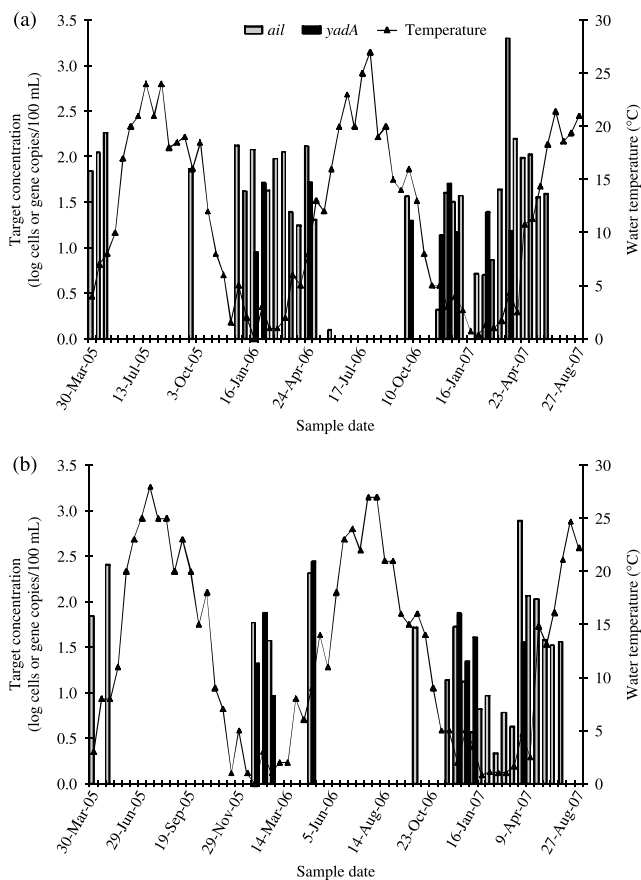 (a)
ail yadA Temperature
Target concentration
(log cells or gene copies/100 mL)
3.5
3.0
2.5
2.0
1.5
1.0
0.5
0.0
30
25
20
15
10
5
0
Water temperature (°C)
30-Mar-05 13-Jul-05 3-Oct-05 16-Jan-06 24-Apr-06 17-Jul-06 10-Oct-06 16-Jan-07 23-Apr-07 27-Aug-07
Sample date
(b)
Target concentration
(log cells or gene copies/100 mL)
3.5
3.0
2.5
2.0
1.5
1.0
0.5
0.0
30
25
20
15
10
5
0
Water temperature (°C)
30-Mar-05 29-Jun-05 19-Sep-05 29-Nov-05 14-Mar-06 5-Jun-06 14-Aug-06 23-Oct-06 16-Jan-07 9-Apr-07 27-Aug-07
Sample date